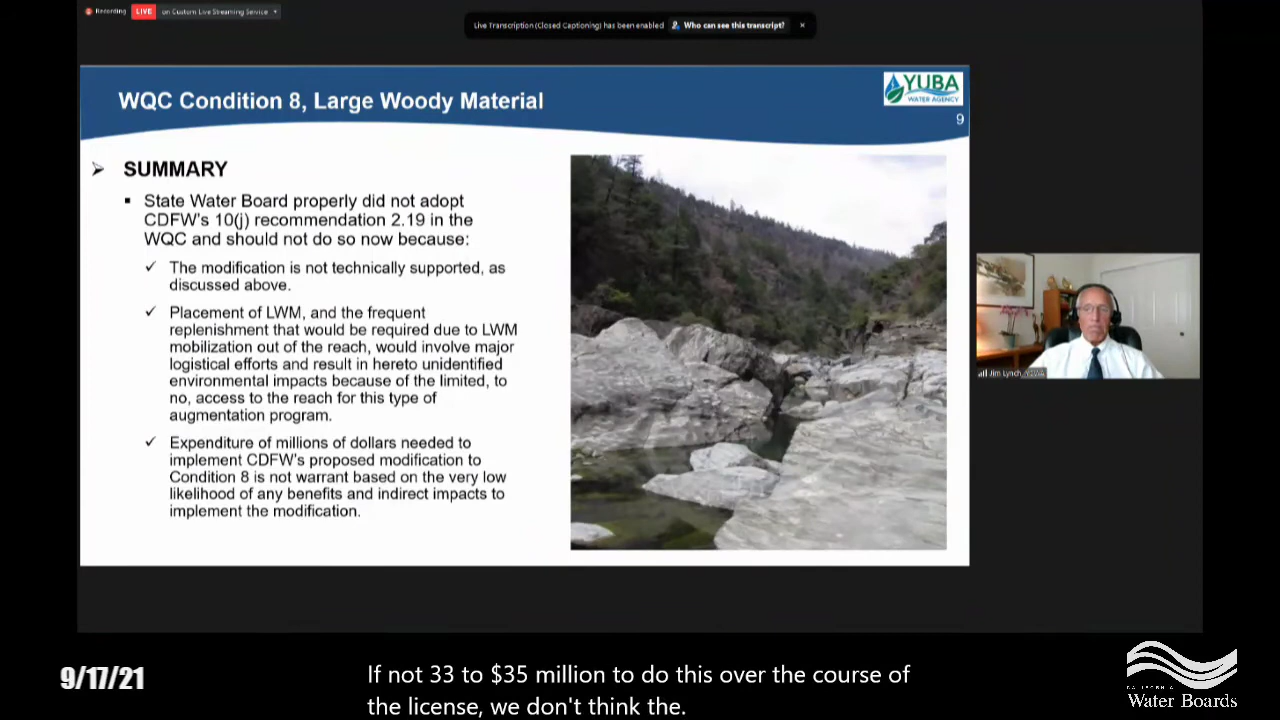 Recording LIVE on Custom Live Streaming Service
Live Transcription (Closed Captioning) has been enabled Who can see this transcript? ×
WQC Condition 8, Large Woody Material
YUBA
WATER AGENCY
9
SUMMARY
State Water Board properly did not adopt
CDFW's 10(j) recommendation 2.19 in the
WQC and should not do so now because:
The modification is not technically supported, as
discussed above.
Placement of LWM, and the frequent
replenishment that would be required due to LWM
mobilization out of the reach, would involve major
logistical efforts and result in hereto unidentified
environmental impacts because of the limited, to
no, access to the reach for this type of
augmentation program.
Expenditure of millions of dollars needed to
implement CDFW's proposed modification to
Condition 8 is not warrant based on the very low
likelihood of any benefits and indirect impacts to
implement the modification.
Jim Lynch, YCWA
9/17/21
If not 33 to $35 million to do this over the course of
the license, we don't think the.
CALIFORNIA
Water Boards